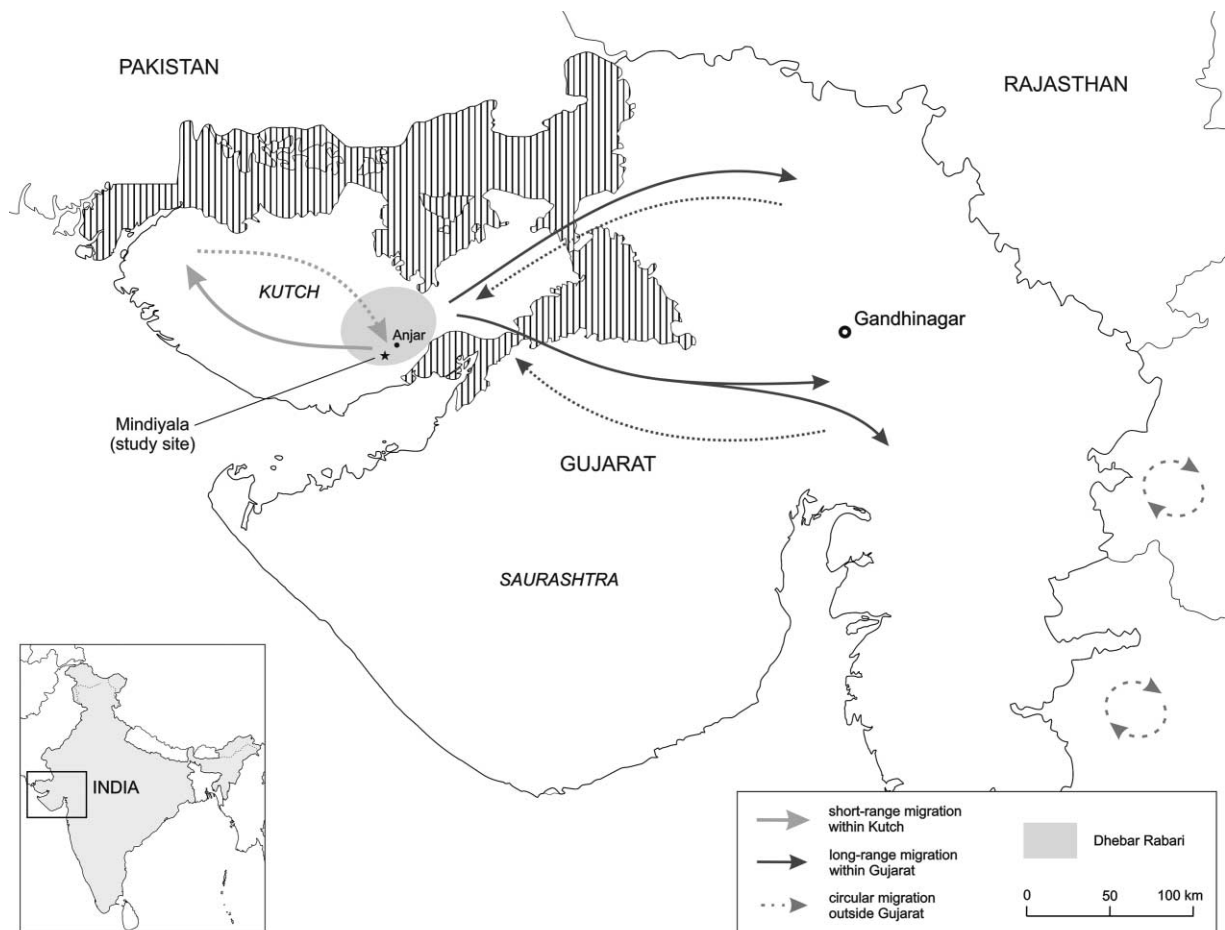 PAKISTAN
RAJASTHAN
KUTCH
Anjar
Gandhinagar
Mindiyala
(study site)
GUJARAT
SAURASHTRA
INDIA
short-range migration
within Kutch
long-range migration
within Gujarat
circular migration
outside Gujarat
Dhebar Rabari
0 50 100 km